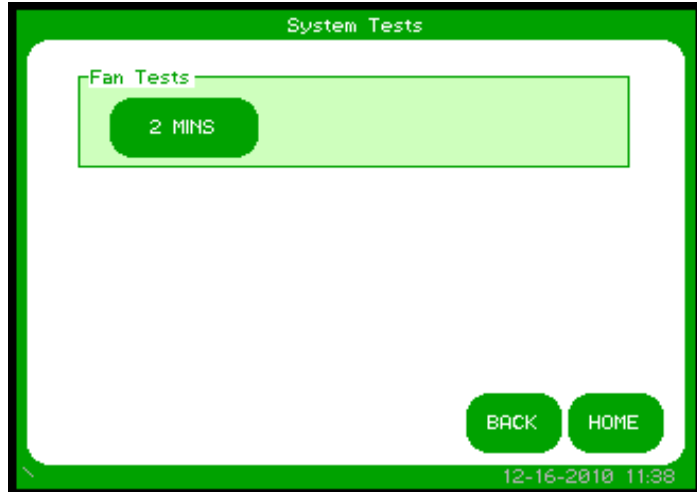 System Tests
Fan Tests
2 MINS
BACK HOME
12-16-2010 11:38